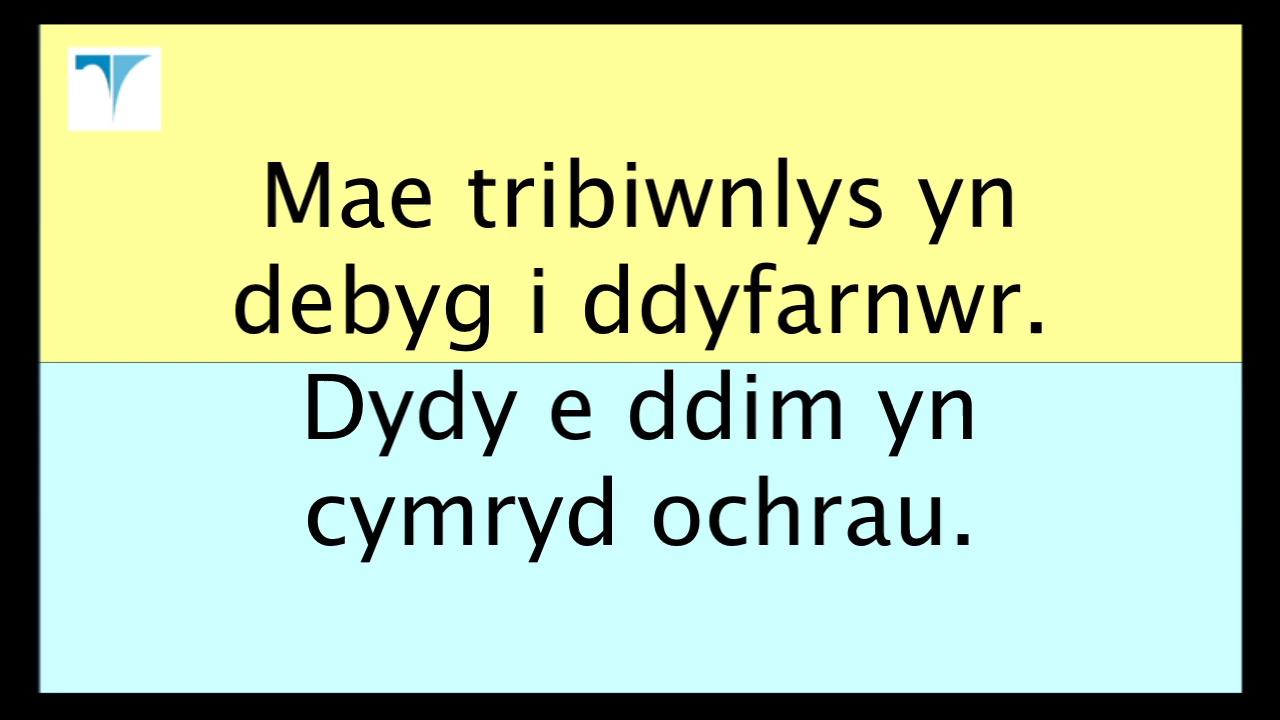 Mae tribiwnlys yn
debyg i ddyfarnwr.
Dydy e ddim yn
cymryd ochrau.